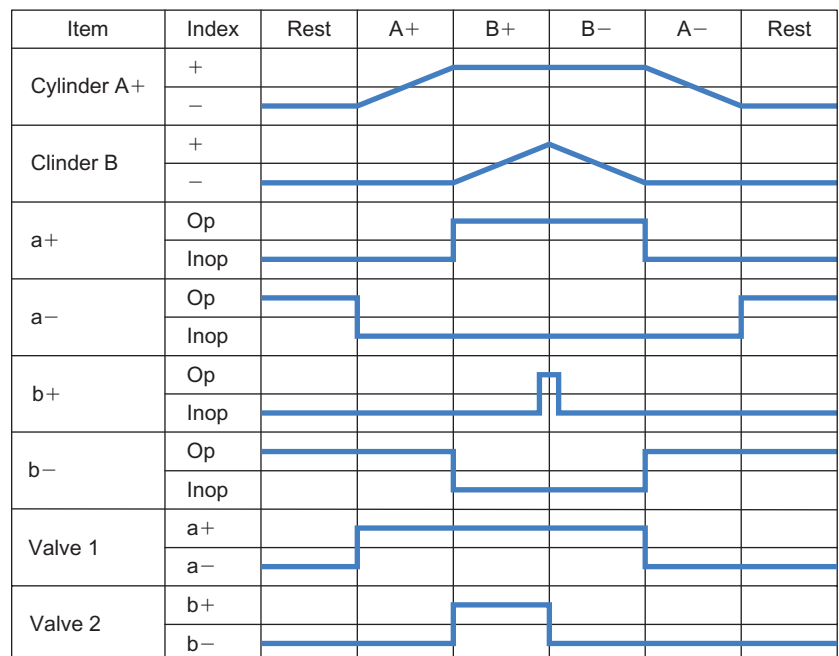 Item Index Rest A+ B+ B− A− Rest
Cylinder A+
+
−
Clinder B
+
−
a+
Op
Inop
a−
Op
Inop
b+
Op
Inop
b−
Op
Inop
Valve 1
a+
a−
Valve 2
b+
b−